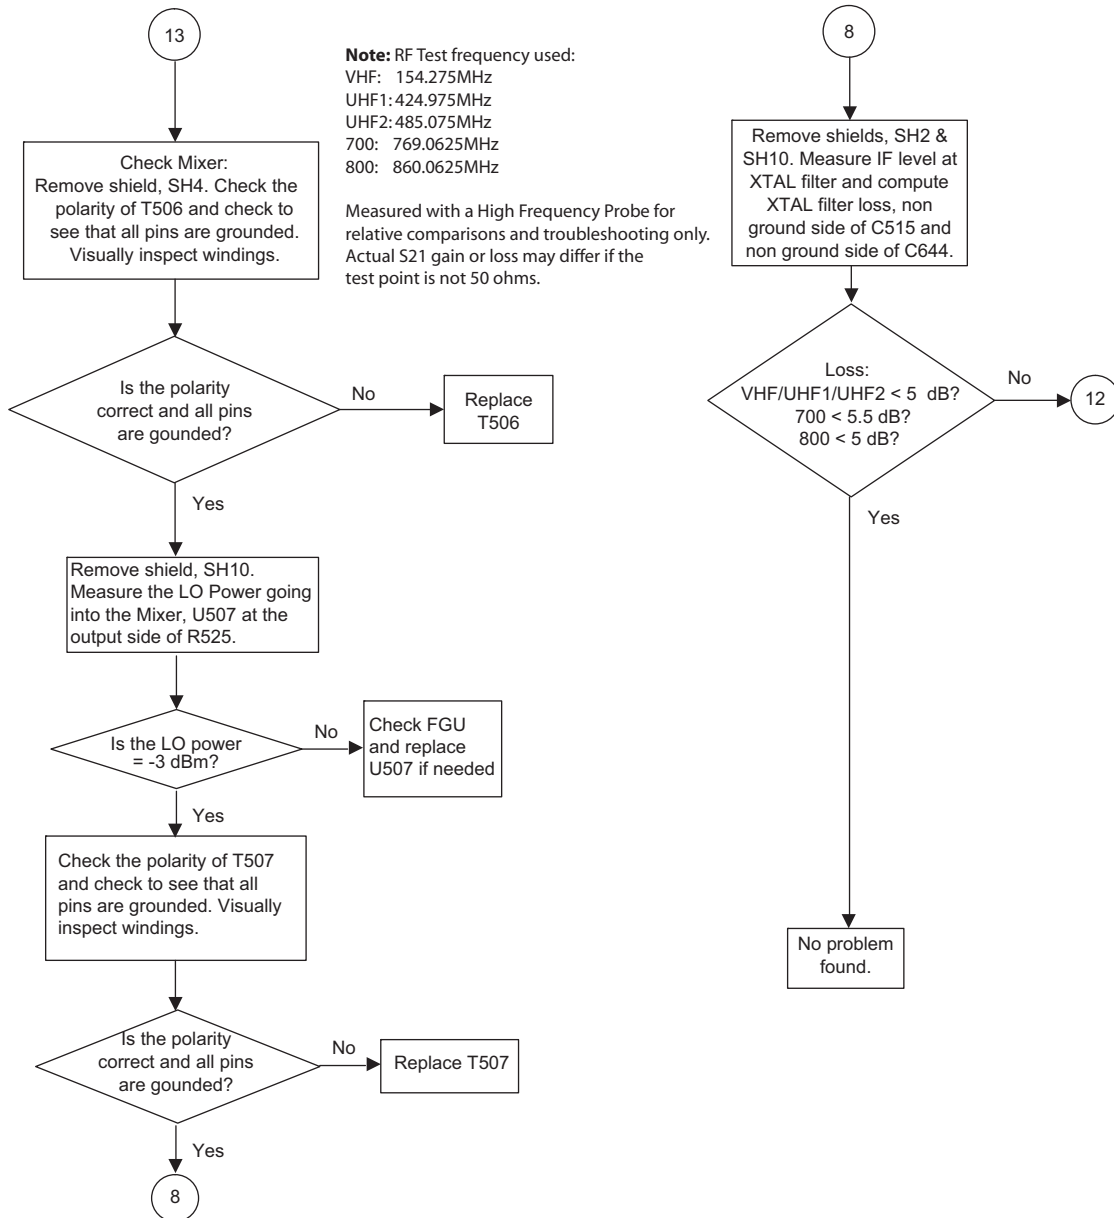 13
Note: RF Test frequency used:
VHF: 154.275MHz
UHF1: 424.975MHz
UHF2: 485.075MHz
700: 769.0625MHz
800: 860.0625MHz
Measured with a High Frequency Probe for
relative comparisons and troubleshooting only.
Actual S21 gain or loss may differ if the
test point is not 50 ohms.
Check Mixer:
Remove shield, SH4. Check the
polarity of T506 and check to
see that all pins are grounded.
Visually inspect windings.
Is the polarity
correct and all pins
are gounded?
No
Replace
T506
Yes
Remove shield, SH10.
Measure the LO Power going
into the Mixer, U507 at the
output side of R525.
Is the LO power
= -3 dBm?
No
Check FGU
and replace
U507 if needed
Yes
Check the polarity of T507
and check to see that all
pins are grounded. Visually
inspect windings.
Is the polarity
correct and all pins
are gounded?
No
Replace T507
Yes
8
8
Remove shields, SH2 &
SH10. Measure IF level at
XTAL filter and compute
XTAL filter loss, non
ground side of C515 and
non ground side of C644.
Loss:
VHF/UHF1/UHF2 < 5 dB?
700 < 5.5 dB?
800 < 5 dB?
No
12
Yes
No problem
found.